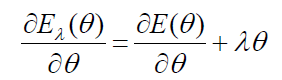 ∂E_λ(θ)/∂θ = ∂E(θ)/∂θ + λθ